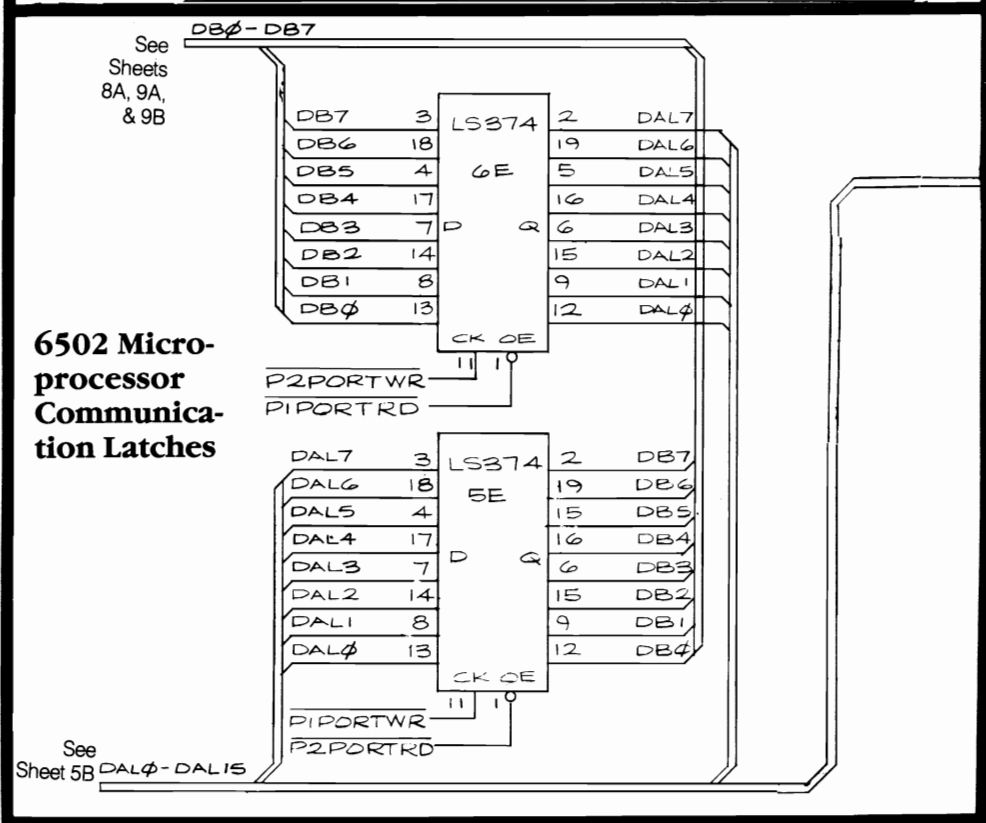 DBØ-DB7
See
Sheets
8A, 9A,
& 9B
DB7 3 LS374 2 DAL7
DB6 18 19 DAL6
DB5 4 6E 5 DAL5
DB4 17 16 DAL4
DB3 7 D Q 6 DAL3
DB2 14 15 DAL2
DB1 8 9 DAL1
DBØ 13 12 DALØ
CK OE
11 1
P2PORTWR
P1PORTRD
6502 Micro-
processor
Communica-
tion Latches
DAL7 3 LS374 2 DB7
DAL6 18 5E 19 DB6
DAL5 4 15 DB5
DAL4 17 16 DB4
DAL3 7 D Q 6 DB3
DAL2 14 15 DB2
DAL1 8 9 DB1
DALØ 13 12 DBØ
CK OE
11 1
P1PORTWR
P2PORTRD
See
Sheet 5B DALØ-DAL15